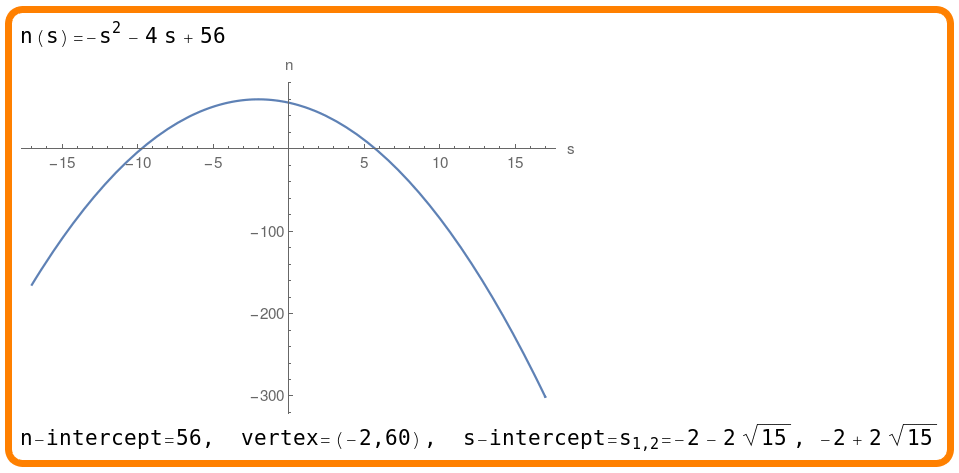 n(s)=-s² - 4 s + 56
n
s
-15 -10 -5 5 10 15
-100
-200
-300
n-intercept=56, vertex=(-2,60), s-intercept=s₁,₂=-2 - 2 √15, -2 + 2 √15